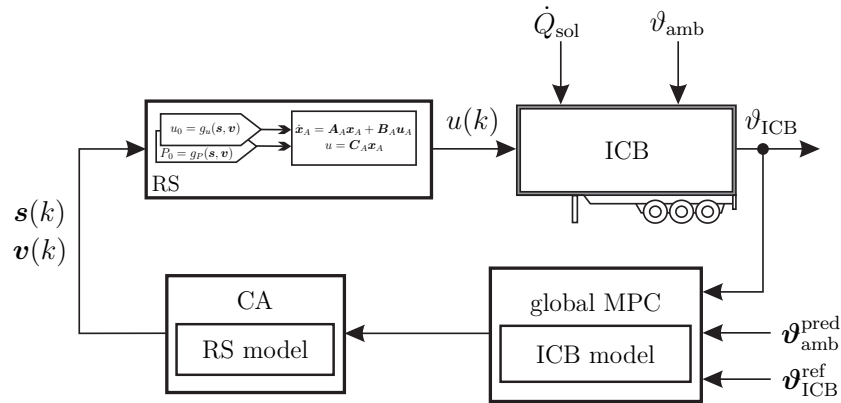 Q̇_sol
ϑ_amb
u_0 = g_u(s, v)
P_0 = g_P(s, v)
ẋ_A = A_A x_A + B_A u_A
u = C_A x_A
RS
u(k)
ICB
ϑ_ICB
s(k)
v(k)
CA
RS model
global MPC
ICB model
ϑ_amb^pred
ϑ_ICB^ref